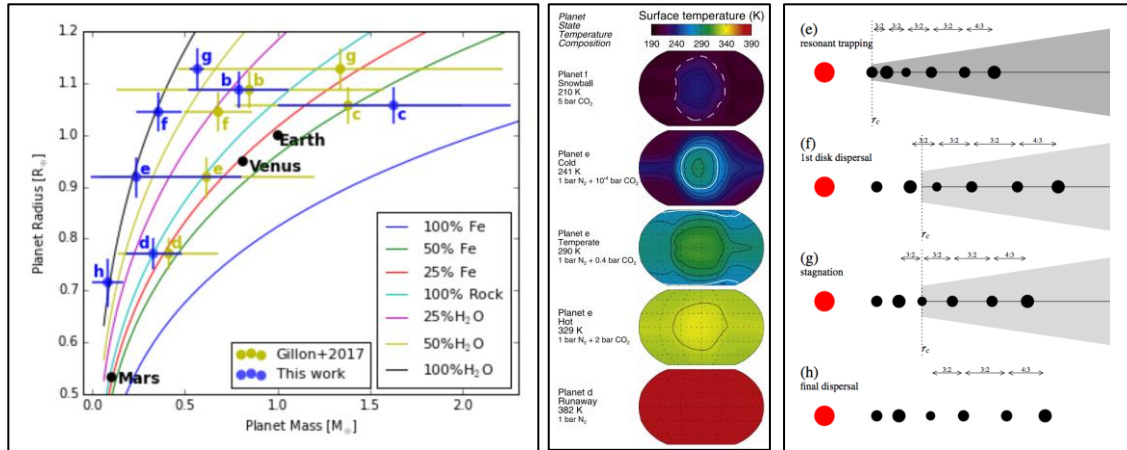 1.2
1.1
1.0
0.9
0.8
0.7
0.6
0.5
Planet Radius [R⊕]
0.0
0.5
1.0
1.5
2.0
Planet Mass [M⊕]
g
g
b
b
f
f
c
c
Earth
Venus
e
e
d
d
h
Mars
100% Fe
50% Fe
25% Fe
100% Rock
25%H₂O
50%H₂O
100%H₂O
Gillon+2017
This work
Planet
State
Temperature
Composition
Surface temperature (K)
190 240 290 340 390
Planet f
Snowball
210 K
5 bar CO₂
Planet e
Cold
241 K
1 bar N₂ + 10⁻⁴ bar CO₂
Planet e
Temperate
290 K
1 bar N₂ + 0.4 bar CO₂
Planet e
Hot
329 K
1 bar N₂ + 2 bar CO₂
Planet d
Runaway
382 K
1 bar N₂
(e)
resonant trapping
3:2 3:2 3:2 3:2 4:3
r_c
(f)
1st disk dispersal
3:2 3:2 3:2 4:3
r_c
(g)
stagnation
3:2 3:2 3:2 4:3
r_c
(h)
final dispersal
3:2 3:2 4:3